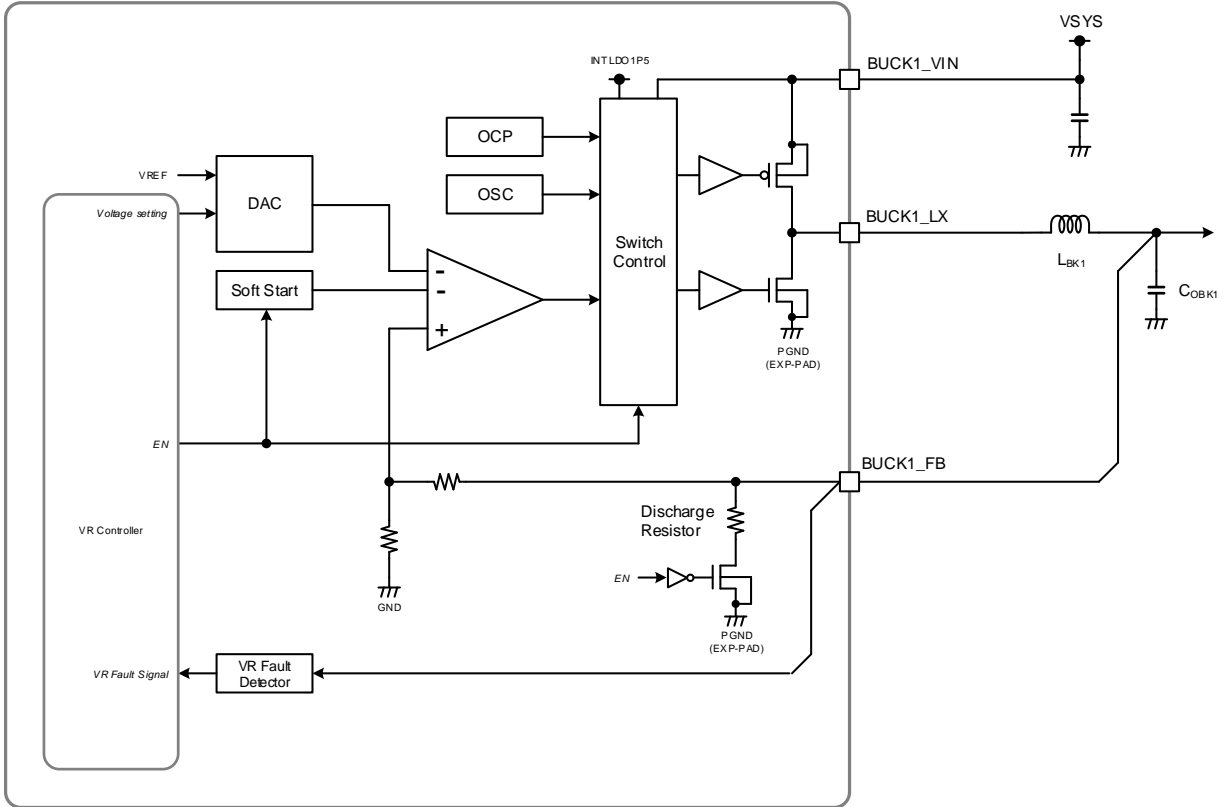 VSYS
INTLDO1P5
BUCK1_VIN
OCP
VREF
DAC
OSC
Voltage setting
BUCK1_LX
Switch
Control
-
Soft Start
-
LBK1
COBK1
+
PGND
(EXP-PAD)
EN
BUCK1_FB
Discharge
Resistor
VR Controller
EN
GND
PGND
(EXP-PAD)
VR Fault Signal
VR Fault
Detector